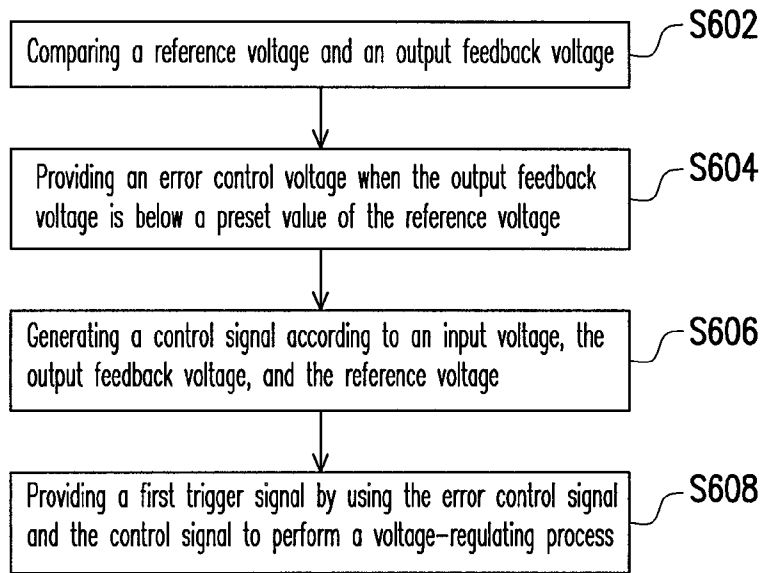 S602
Comparing a reference voltage and an output feedback voltage
S604
Providing an error control voltage when the output feedback
voltage is below a preset value of the reference voltage
S606
Generating a control signal according to an input voltage, the
output feedback voltage, and the reference voltage
S608
Providing a first trigger signal by using the error control signal
and the control signal to perform a voltage-regulating process